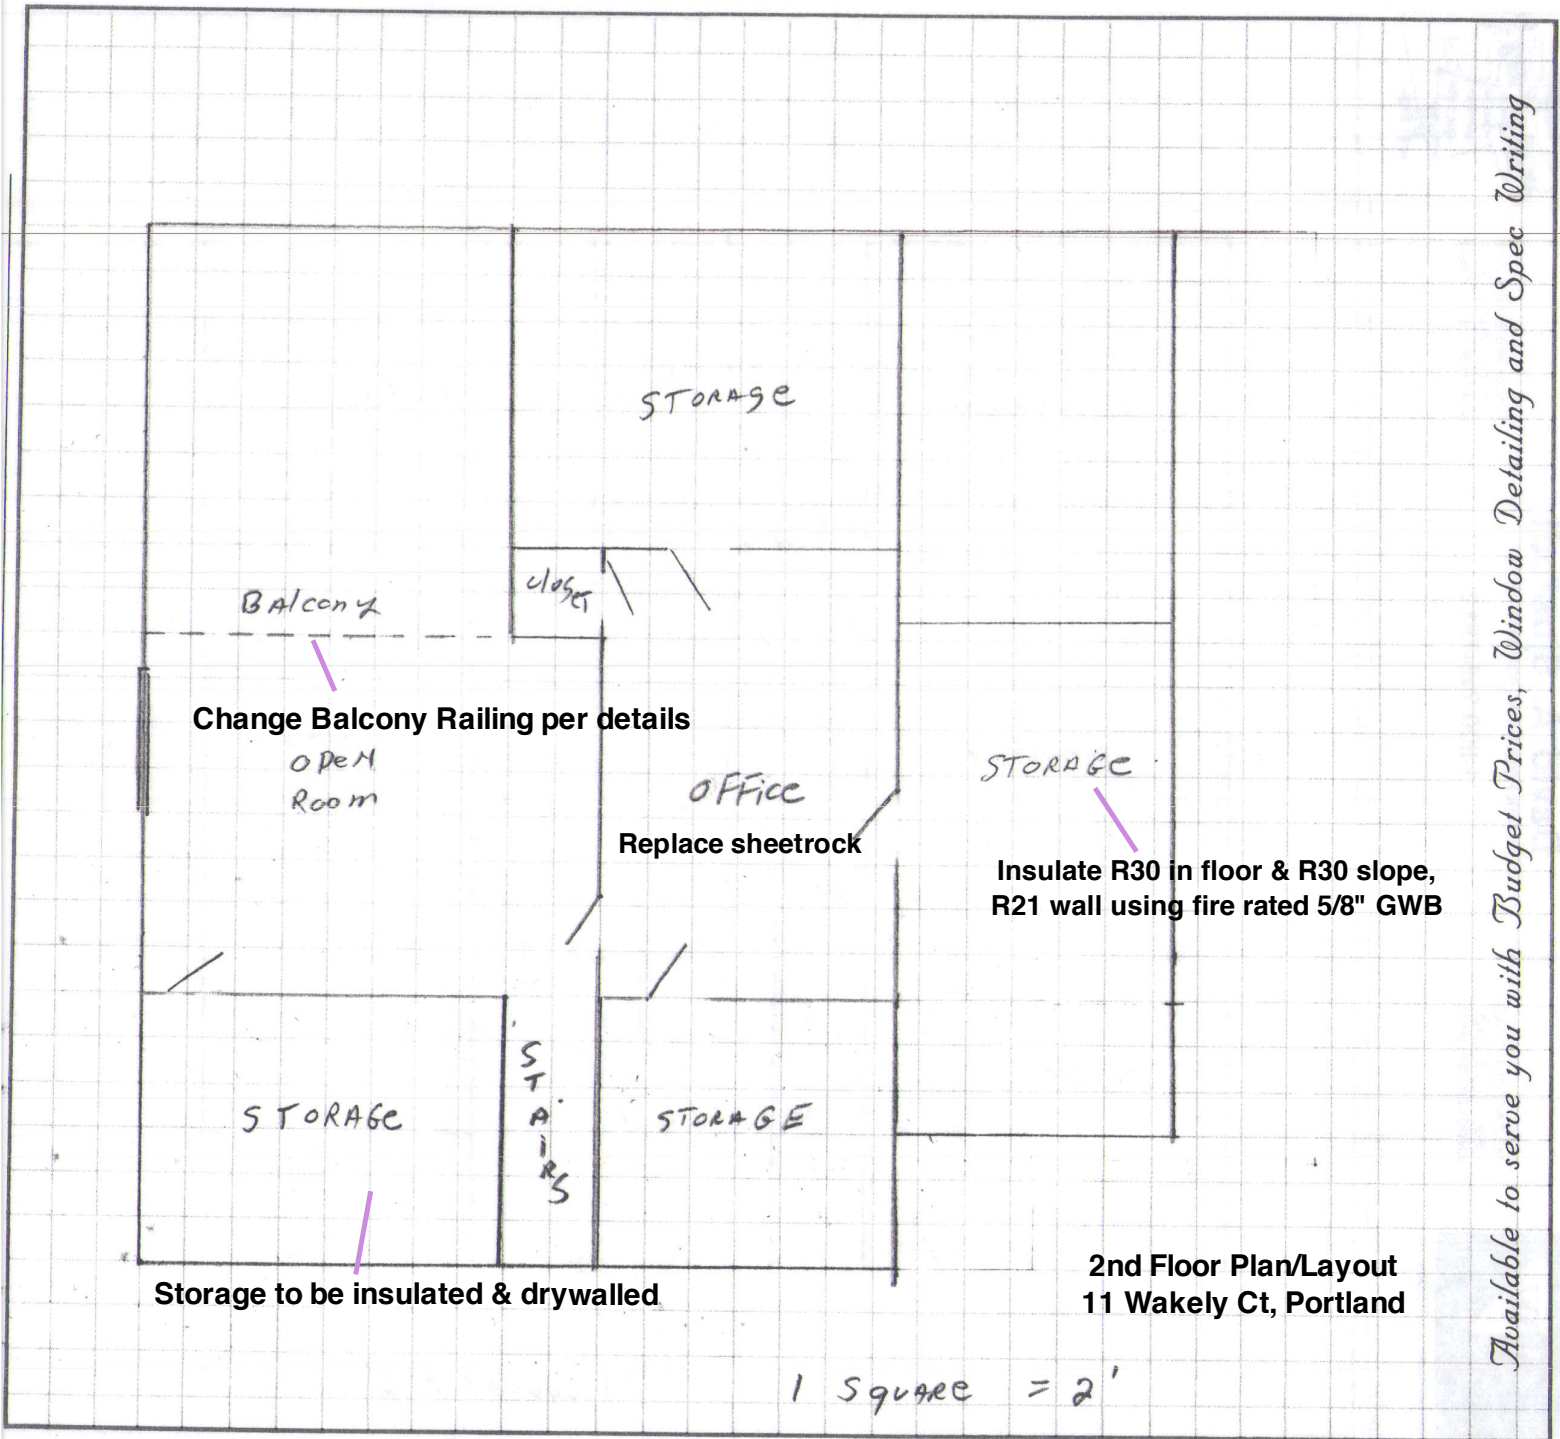 STORAGE
closet
Balcony
Change Balcony Railing per details
OPEN
Room
OFFice
Replace sheetrock
STORAGE
Insulate R30 in floor & R30 slope,
R21 wall using fire rated 5/8" GWB
STORAGE
STAIRS
STORAGE
Storage to be insulated & drywalled
2nd Floor Plan/Layout
11 Wakely Ct, Portland
1 SQUARE = 2'
Available to serve you with Budget Prices, Window Detailing and Spec Writing